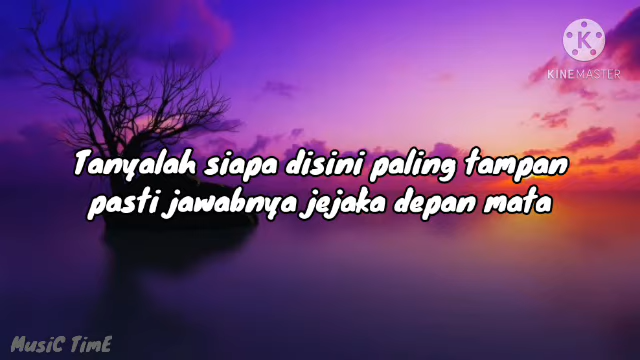 KINEMASTER
Tanyalah siapa disini paling tampan
pasti jawabnya jejaka depan mata
MusiC TimE